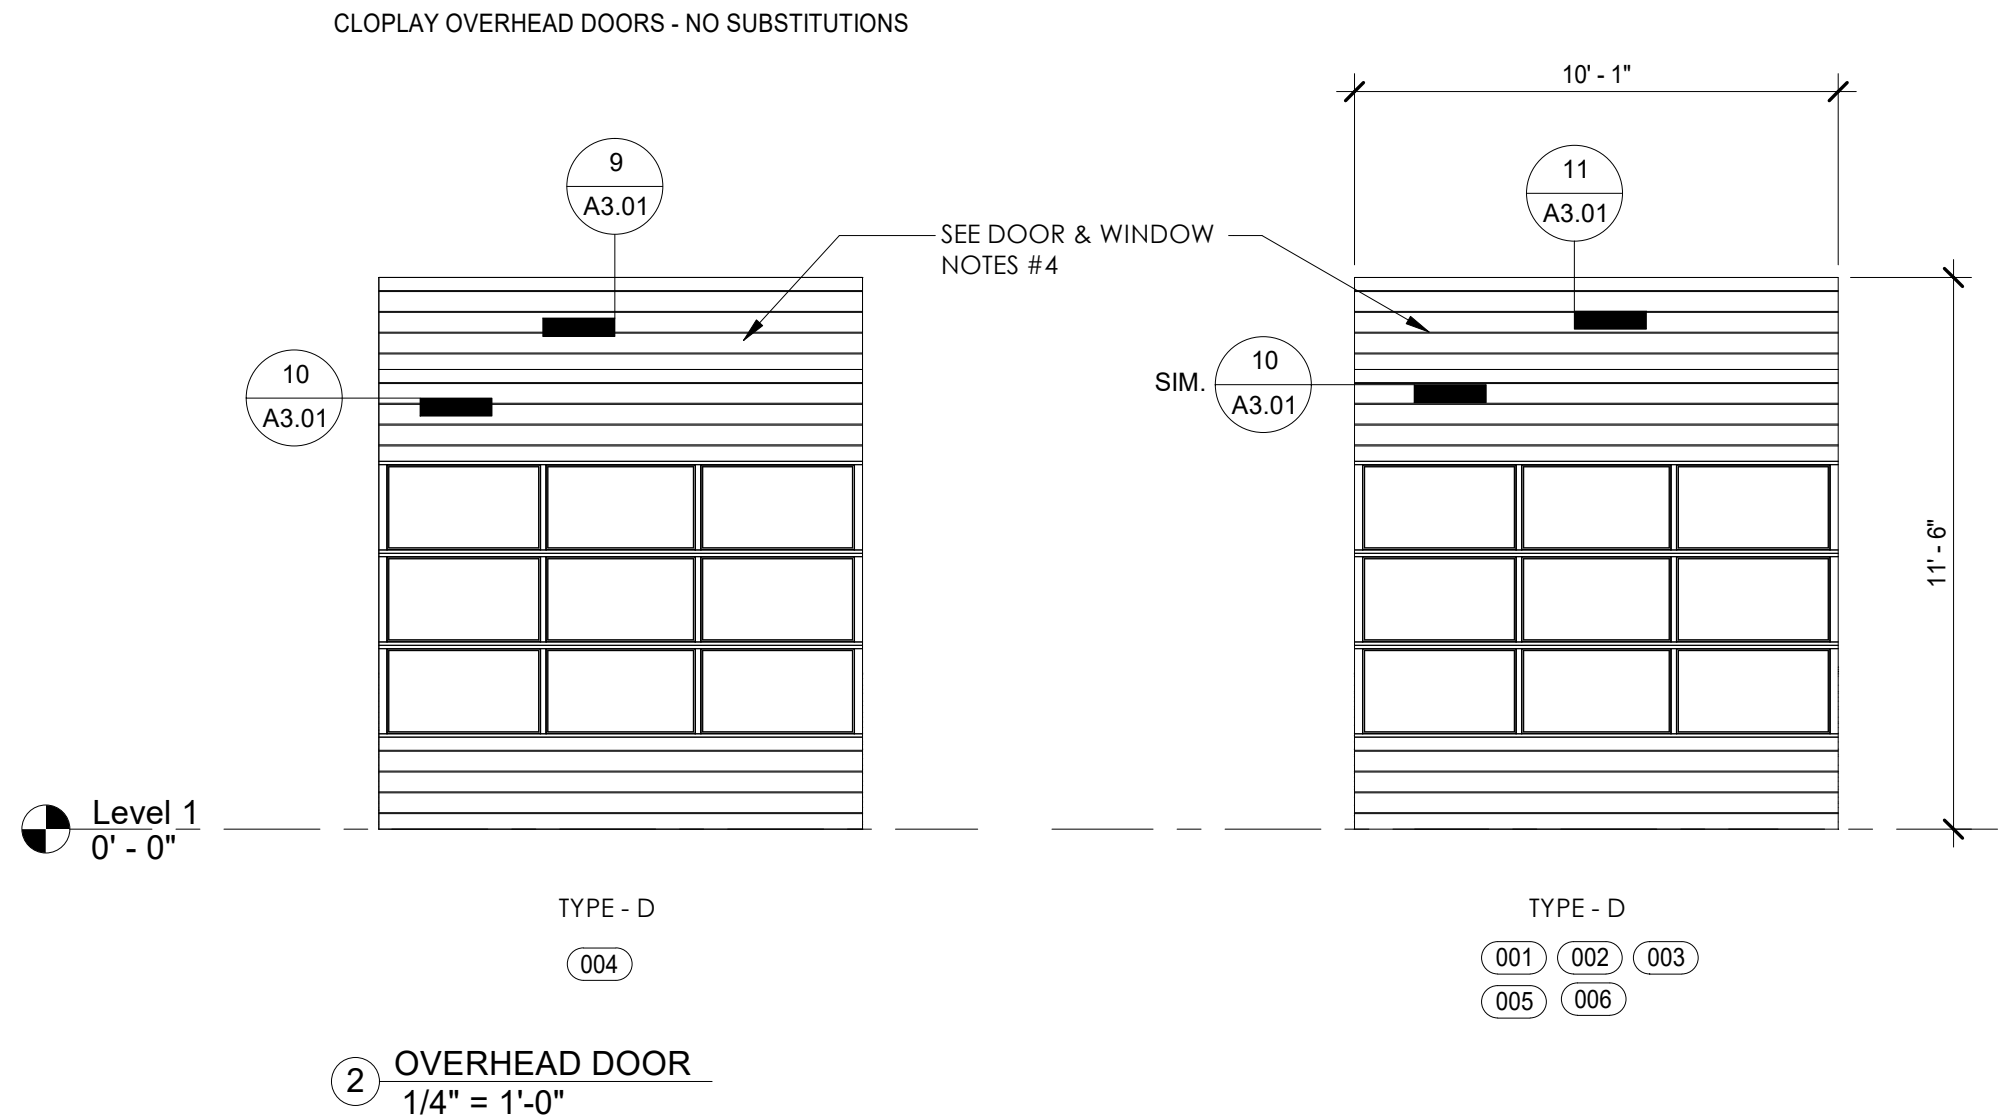 CLOPLAY OVERHEAD DOORS - NO SUBSTITUTIONS
10' - 1"
9
A3.01
11
A3.01
SEE DOOR & WINDOW
NOTES #4
10
A3.01
SIM.
10
A3.01
11' - 6"
Level 1
0' - 0"
TYPE - D
004
TYPE - D
001 002 003
005 006
2 OVERHEAD DOOR
1/4" = 1'-0"